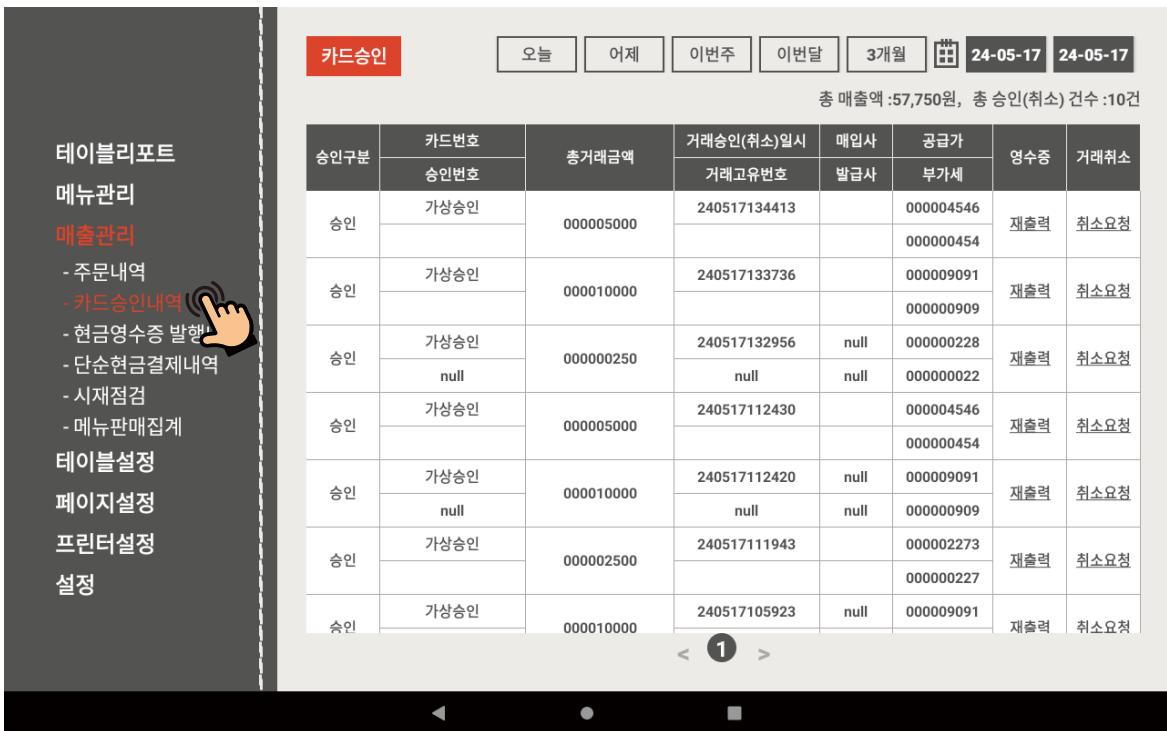 카드승인
오늘 어제 이번주 이번달 3개월 24-05-17 24-05-17
총 매출액 :57,750원, 총 승인(취소) 건수 :10건
테이블리포트
메뉴관리
매출관리
- 주문내역
- 카드승인내역
- 현금영수증 발행
- 단순현금결제내역
- 시재점검
- 메뉴판매집계
테이블설정
페이지설정
프린터설정
설정
승인구분 카드번호 총거래금액 거래승인(취소)일시 매입사 공급가 영수증 거래취소
승인번호 거래고유번호 발급사 부가세
가상승인 240517134413 000004546
승인 000005000 재출력 취소요청
000000454
가상승인 240517133736 000009091
승인 000010000 재출력 취소요청
000000909
가상승인 240517132956 null 000000228
승인 000000250 재출력 취소요청
null null null 000000022
가상승인 240517112430 000004546
승인 000005000 재출력 취소요청
000000454
가상승인 240517112420 null 000009091
승인 000010000 재출력 취소요청
null null null 000000909
가상승인 240517111943 000002273
승인 000002500 재출력 취소요청
000000227
가상승인 240517105923 null 000009091
승인 000010000 재출력 취소요청
< 1 >